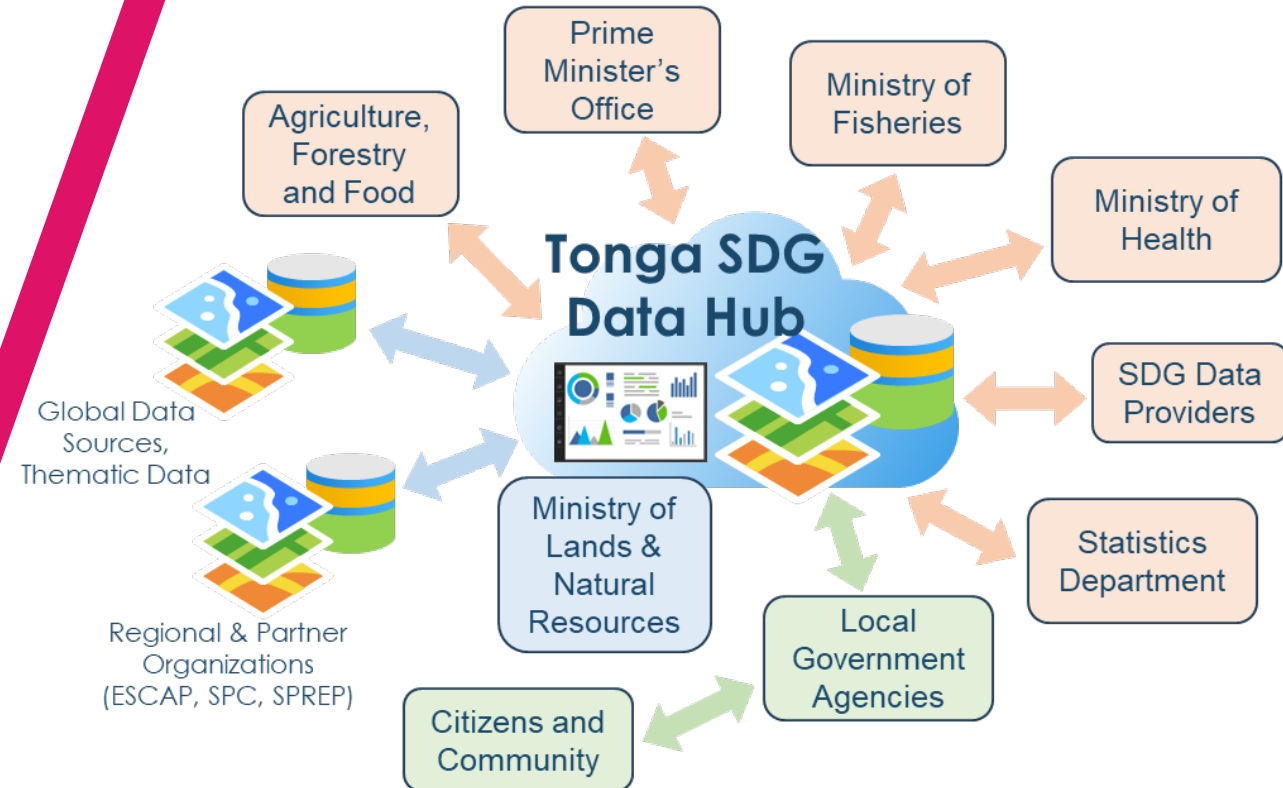 Prime
Minister's
Office
Ministry of
Fisheries
Agriculture,
Forestry
and Food
Ministry of
Health
Tonga SDG
Data Hub
SDG Data
Providers
Global Data
Sources,
Thematic Data
Ministry of
Lands &
Natural
Resources
Statistics
Department
Regional & Partner
Organizations
(ESCAP, SPC, SPREP)
Local
Government
Agencies
Citizens and
Community